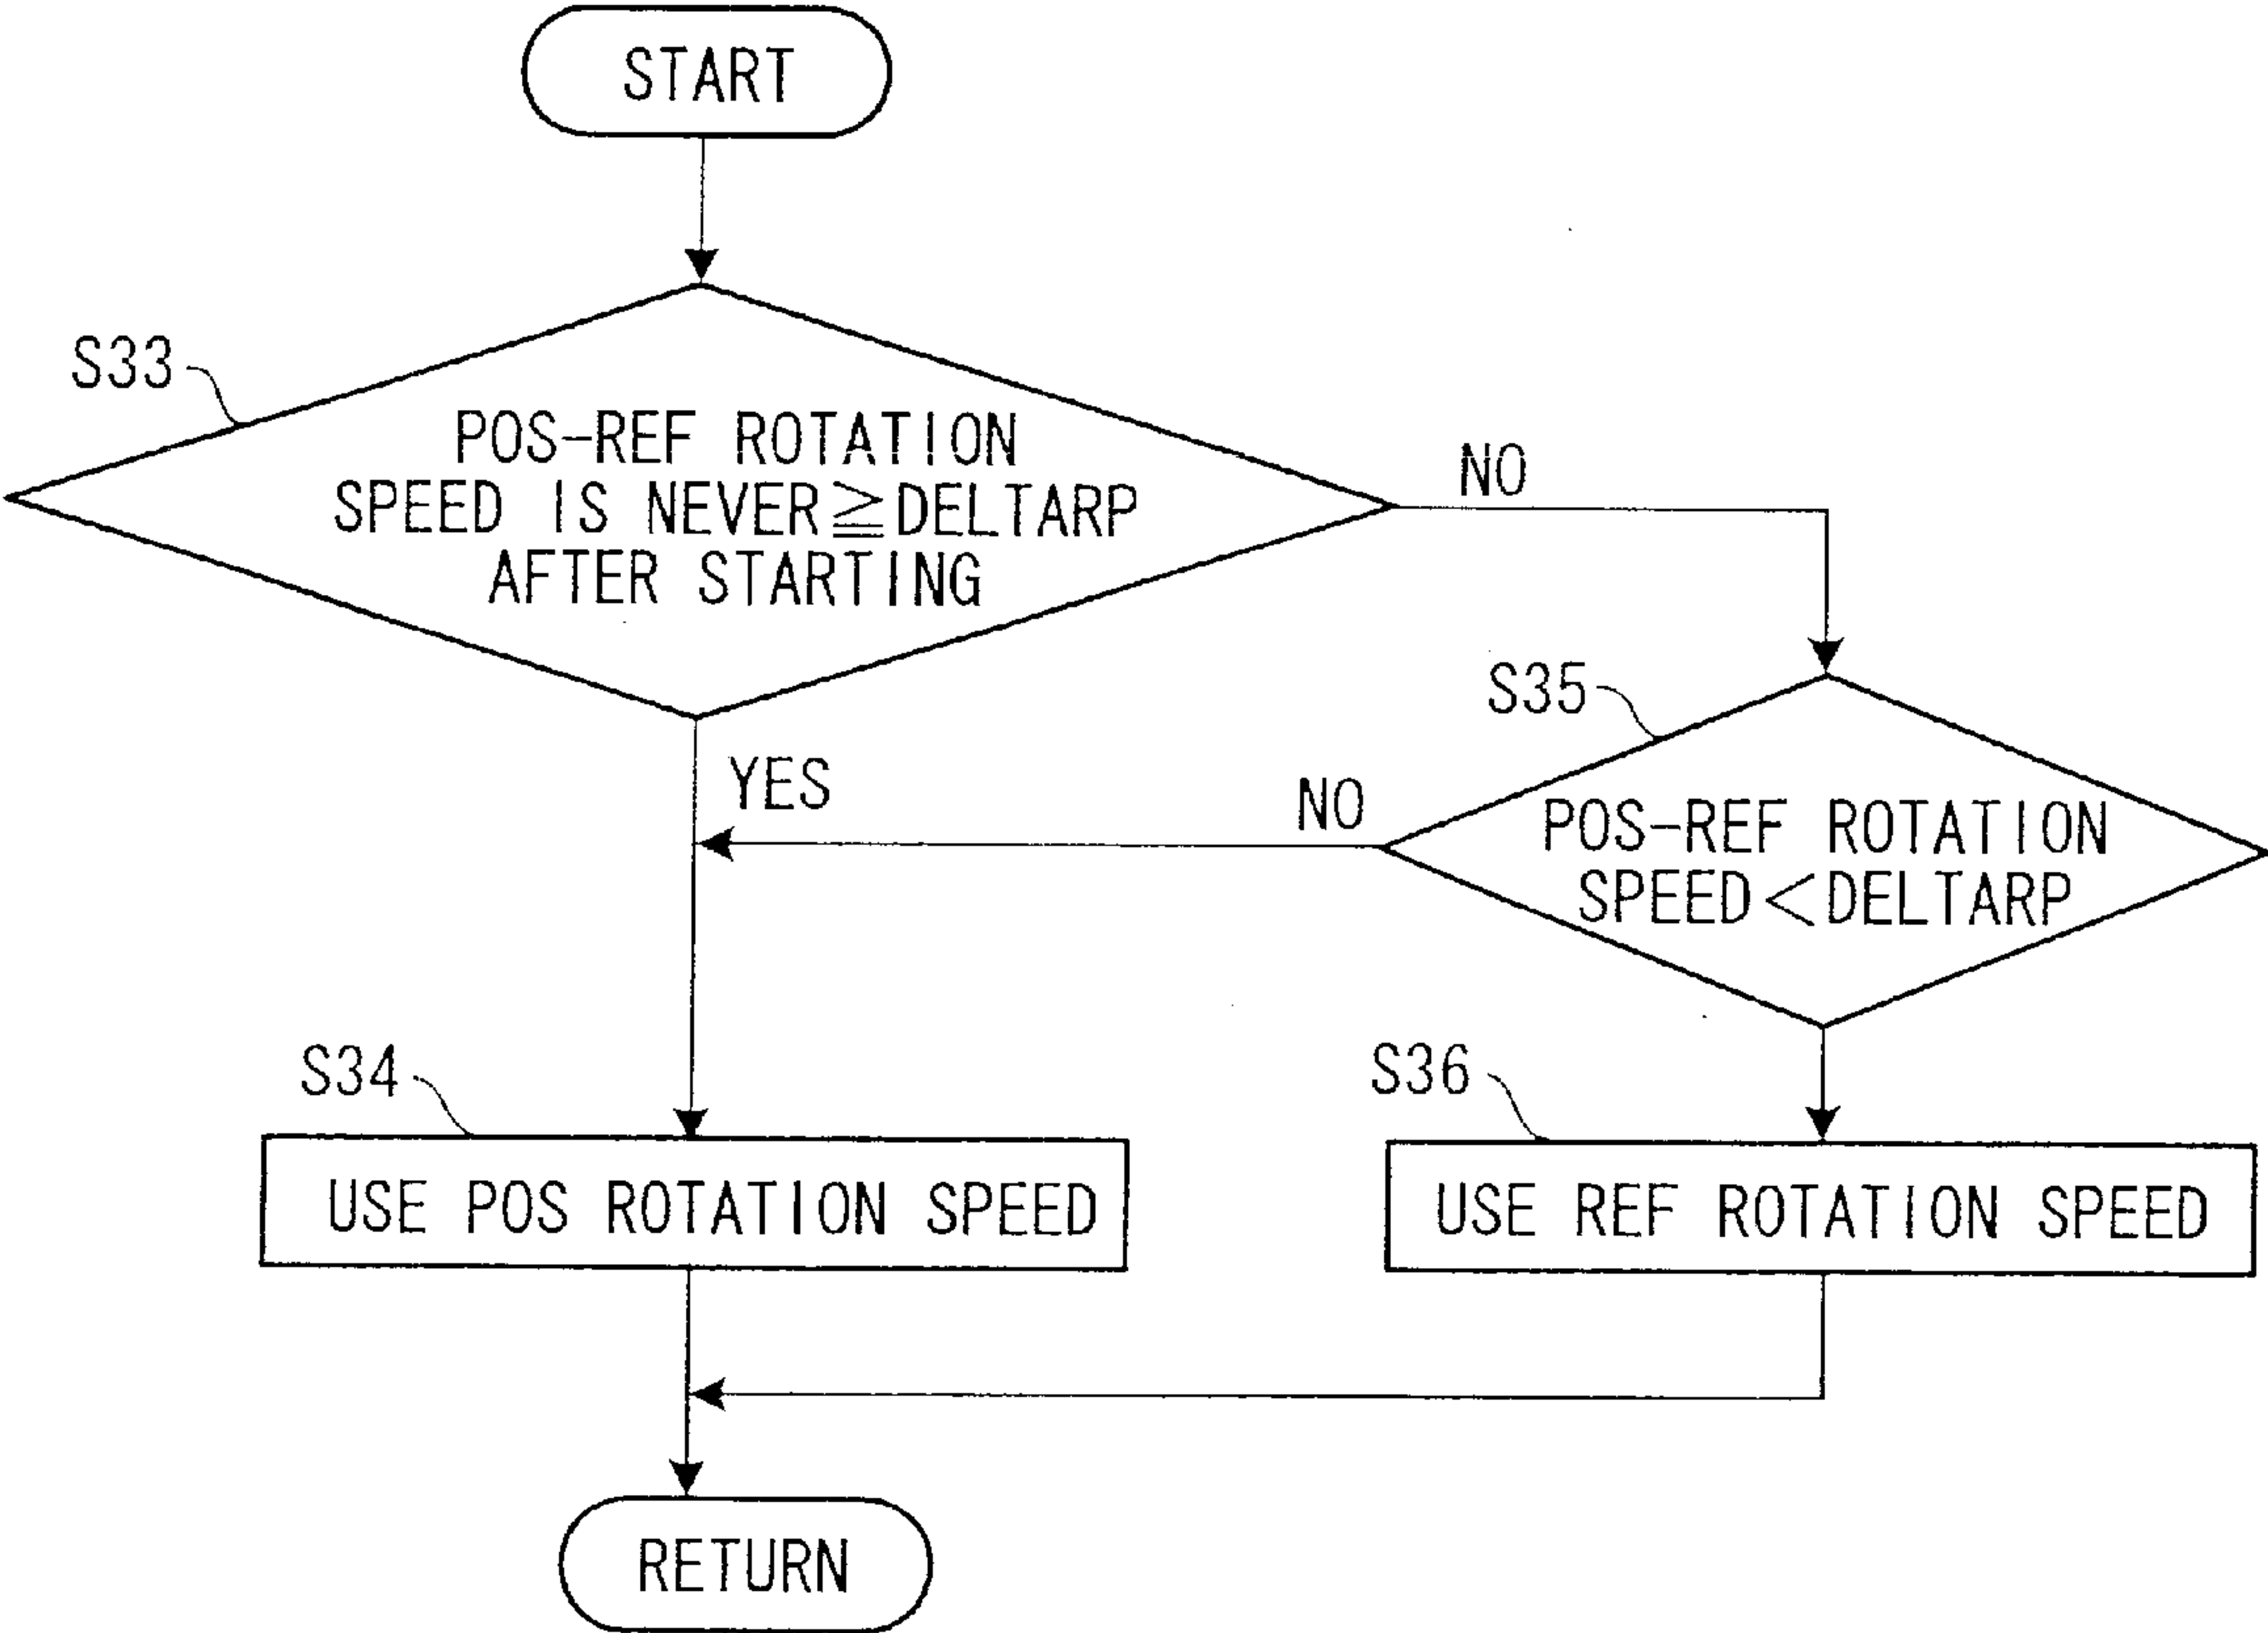 START
S33
POS-REF ROTATION
SPEED IS NEVER≧DELTARP
AFTER STARTING
NO
S35
YES
NO
POS-REF ROTATION
SPEED<DELTARP
S34
S36
USE POS ROTATION SPEED
USE REF ROTATION SPEED
RETURN